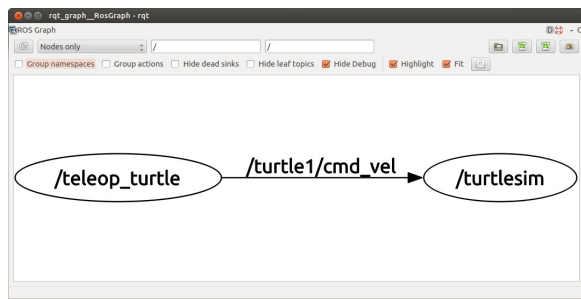 rqt_graph__RosGraph - rqt
ROS Graph
D
- O
Nodes only
/
/
Group namespaces
Group actions
Hide dead sinks
Hide leaf topics
Hide Debug
Highlight
Fit
/teleop_turtle
/turtle1/cmd_vel
/turtlesim